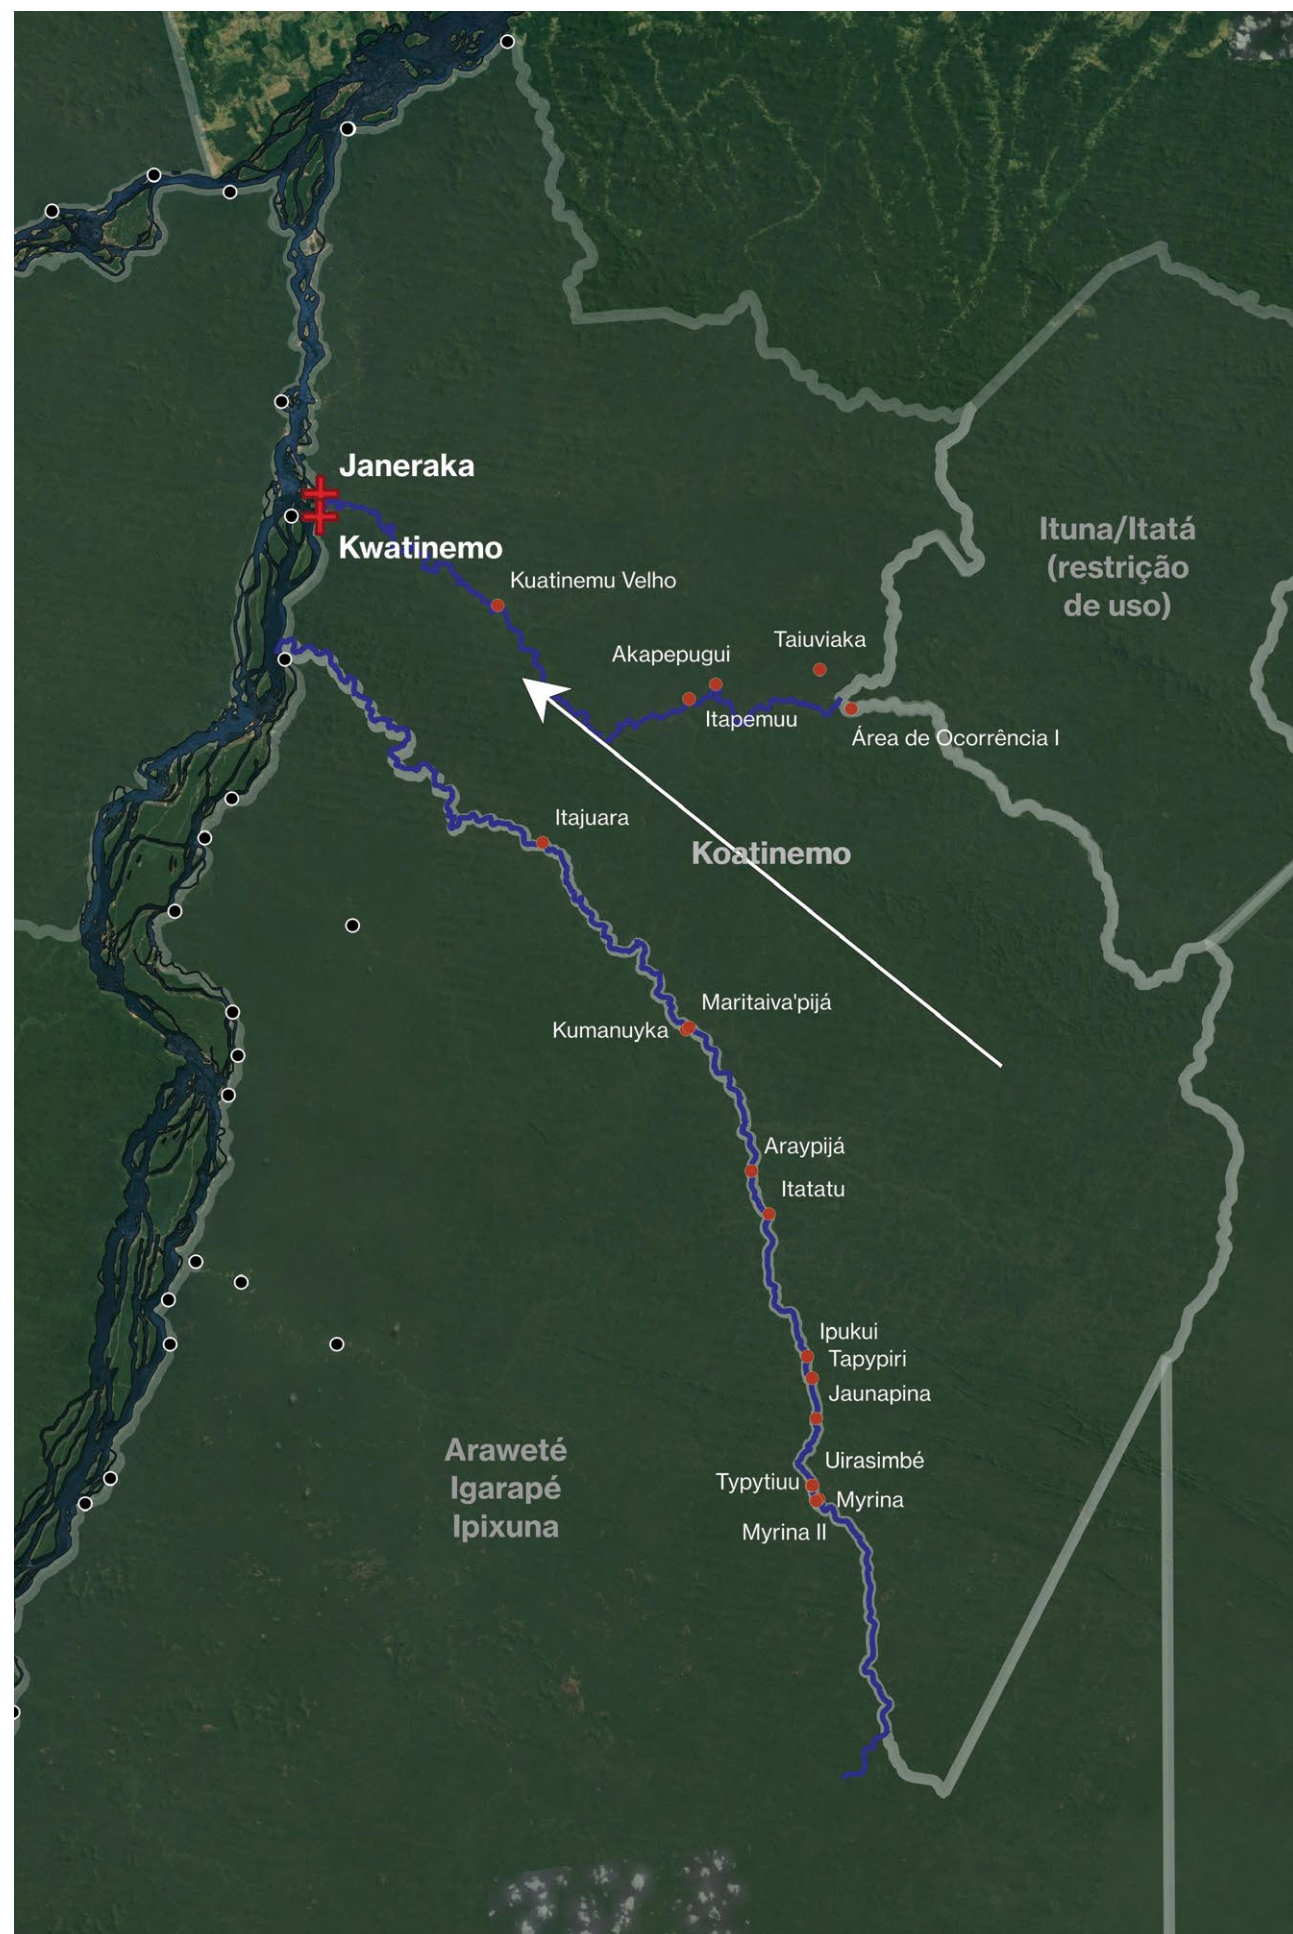 Janeraka
Kwatinemo
Ituna/Itatá
(restrição
de uso)
Kuatinemu Velho
Taiuviaka
Akapepugui
Itapemuu
Área de Ocorrência I
Itajuara
Koatinemo
Maritaiva'pijá
Kumanuyka
Araypijá
Itatatu
Ipukui
Tapypiri
Jaunapina
Araweté
Igarapé
Ipixuna
Uirasimbé
Typytiuu
Myrina
Myrina II